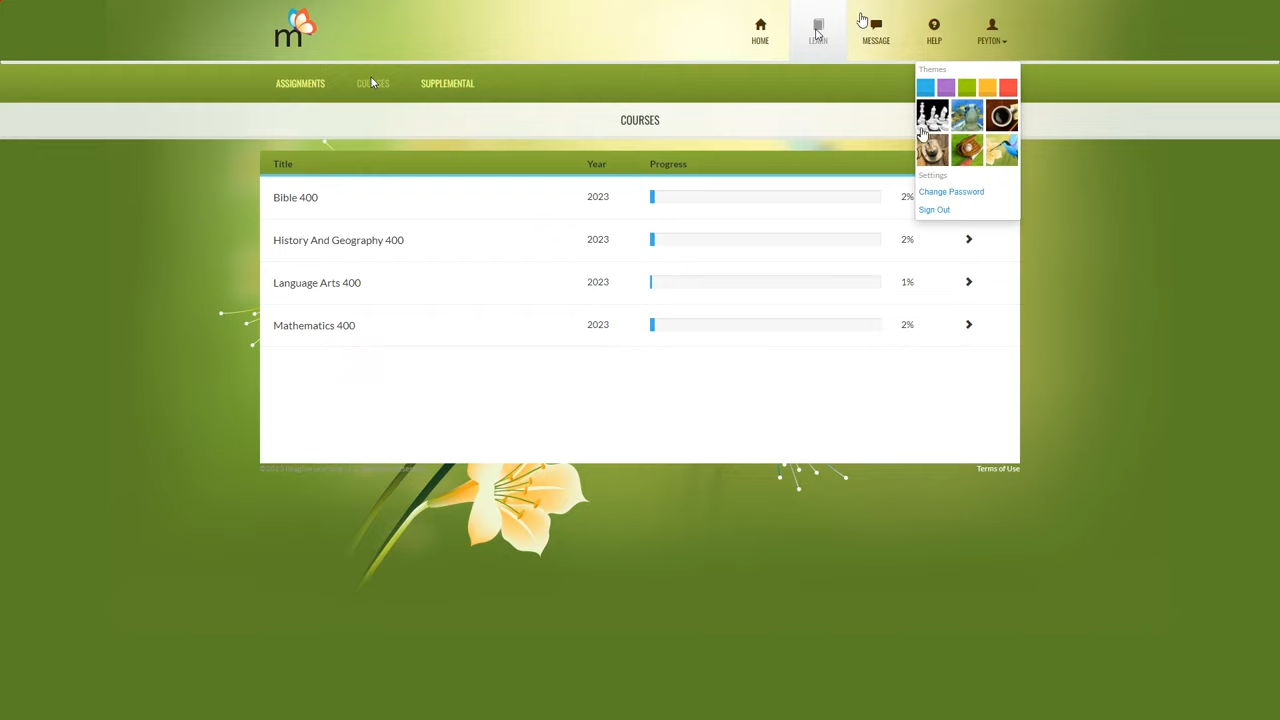 m
HOME
LEARN
MESSAGE
HELP
PEYTON
ASSIGNMENTS
COURSES
SUPPLEMENTAL
Themes
Settings
Change Password
Sign Out
COURSES
Title Year Progress
Bible 400 2023 2%
History And Geography 400 2023 2%
Language Arts 400 2023 1%
Mathematics 400 2023 2%
Terms of Use